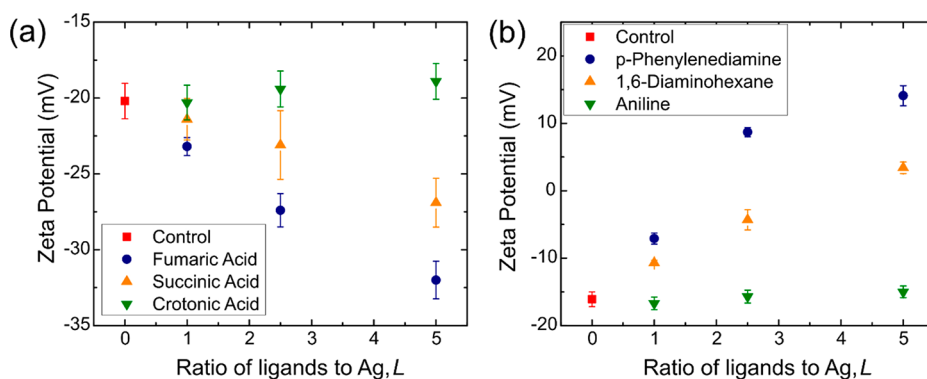 (a)
Zeta Potential (mV)
-15
-20
-25
-30
-35
Control
Fumaric Acid
Succinic Acid
Crotonic Acid
0 1 2 3 4 5
Ratio of ligands to Ag, L
(b)
Zeta Potential (mV)
20
10
0
-10
-20
Control
p-Phenylenediamine
1,6-Diaminohexane
Aniline
0 1 2 3 4 5
Ratio of ligands to Ag, L